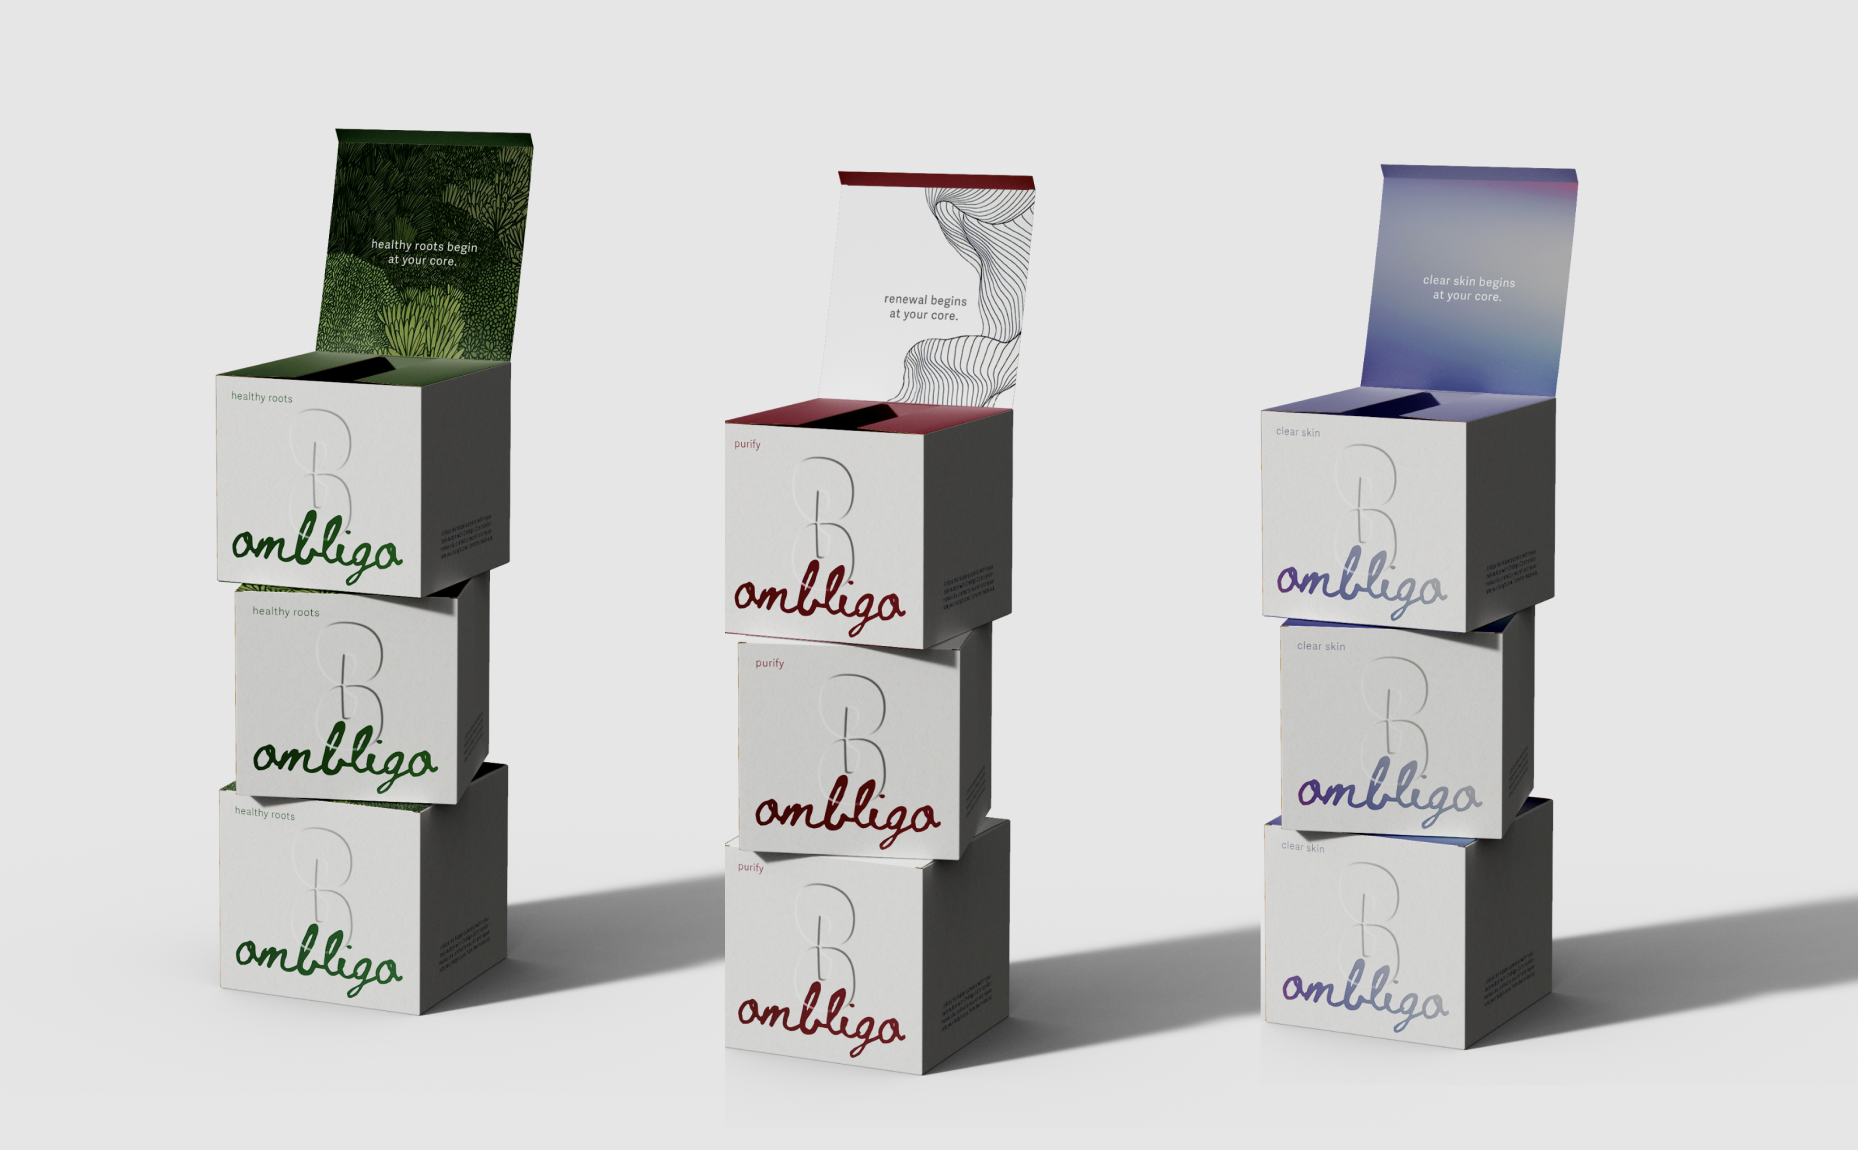 healthy roots begin
at your core.
healthy roots
ombligo
healthy roots
ombligo
healthy roots
ombligo
renewal begins
at your core.
purify
ombligo
purify
ombligo
purify
ombligo
clear skin begins
at your core.
clear skin
ombligo
clear skin
ombligo
clear skin
ombligo